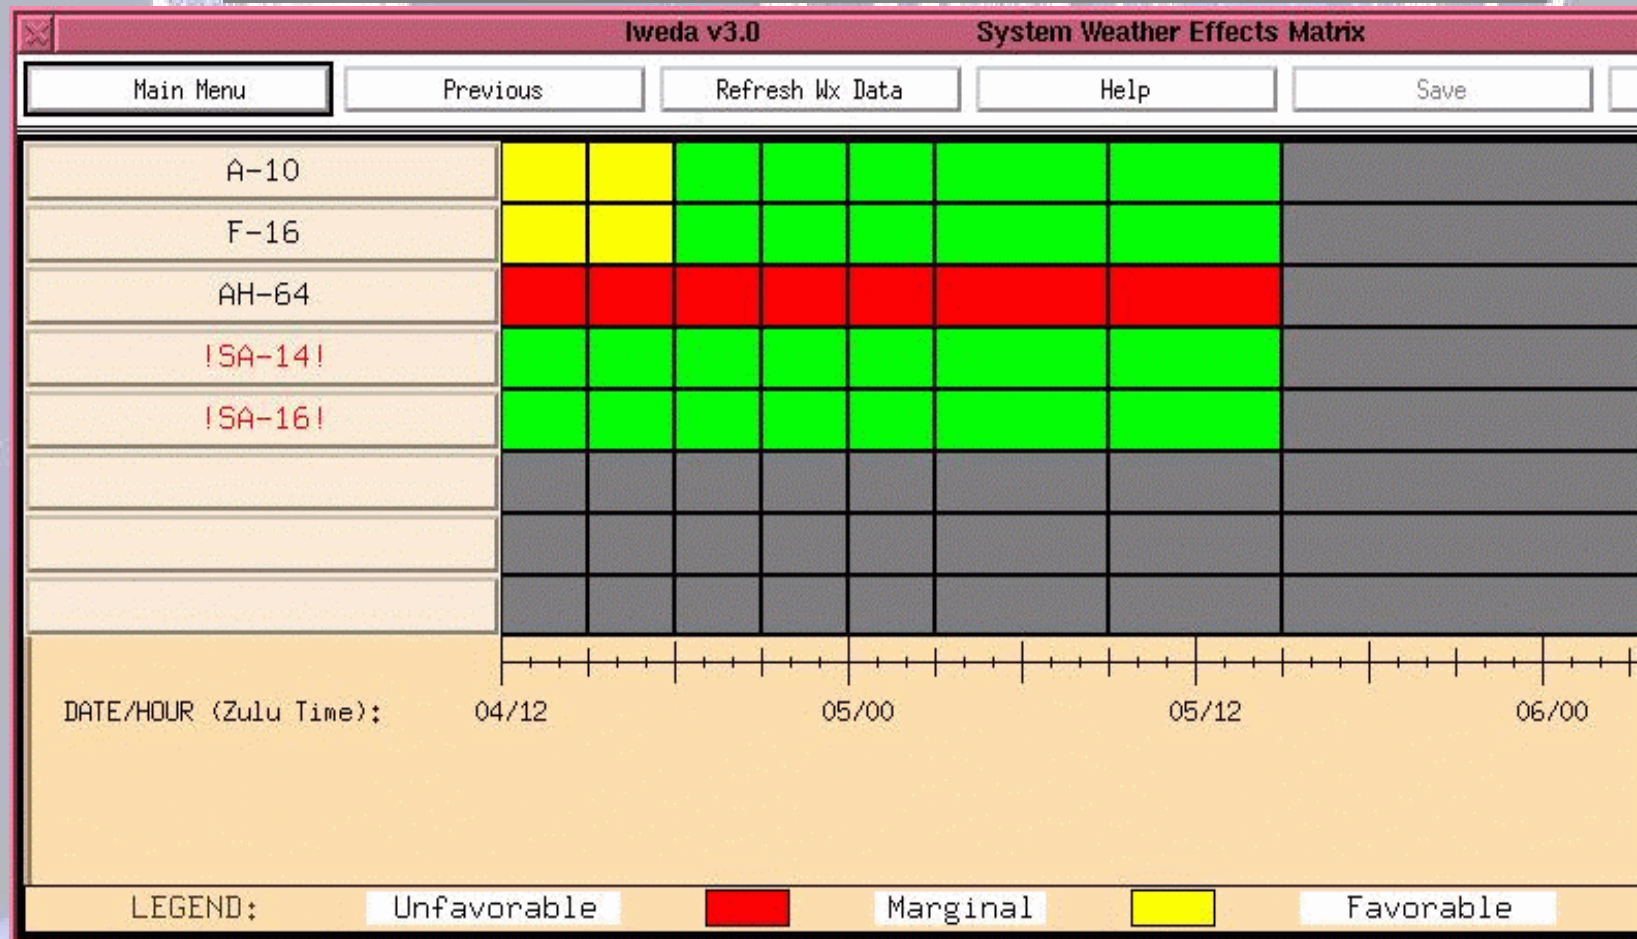 Iweda v3.0 System Weather Effects Matrix
Main Menu Previous Refresh Wx Data Help Save
A-10
F-16
AH-64
!SA-14!
!SA-16!
DATE/HOUR (Zulu Time): 04/12 05/00 05/12 06/00
LEGEND: Unfavorable Marginal Favorable